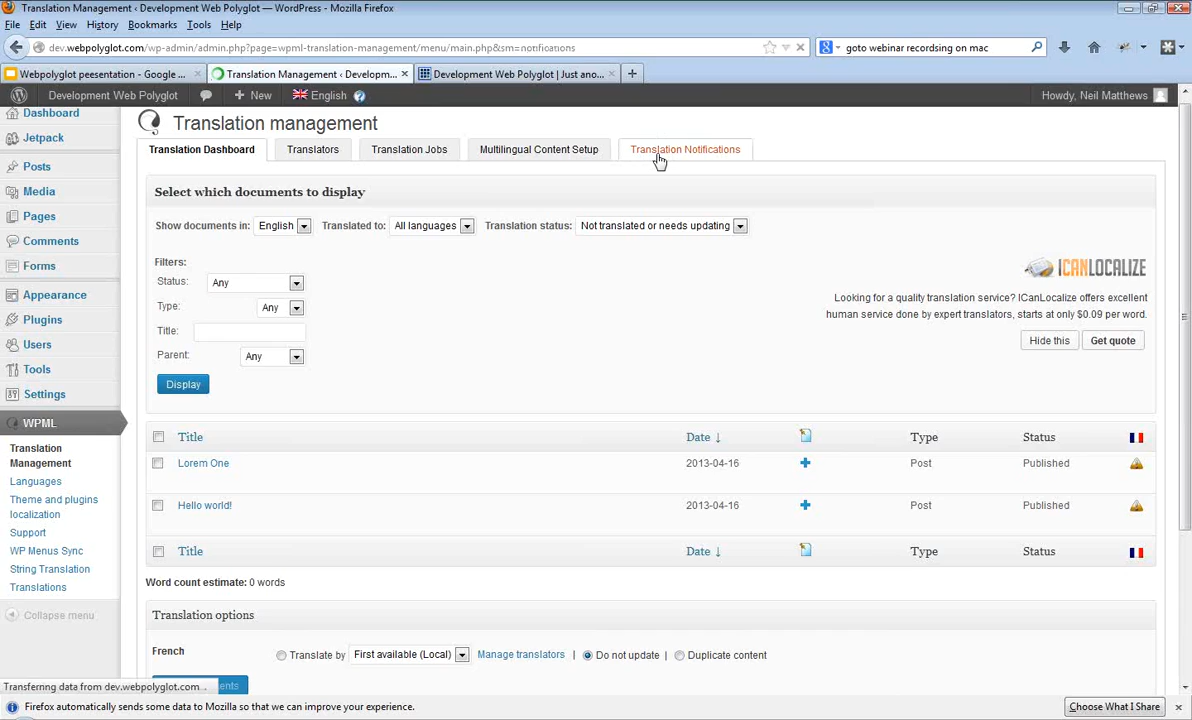 Translation Management ‹ Development Web Polyglot — WordPress - Mozilla Firefox
File Edit View History Bookmarks Tools Help
dev.webpolyglot.com/wp-admin/admin.php?page=wpml-translation-management/menu/main.php&sm=notifications
goto webinar recordsing on mac
Webpolyglot peesentation - Google ...
Translation Management ‹ Developm...
Development Web Polyglot | Just ano...
Development Web Polyglot
New
English
Howdy, Neil Matthews
Dashboard
Jetpack
Posts
Media
Pages
Comments
Forms
Appearance
Plugins
Users
Tools
Settings
WPML
Translation
Management
Languages
Theme and plugins
localization
Support
WP Menus Sync
String Translation
Translations
Collapse menu
Translation management
Translation Dashboard Translators Translation Jobs Multilingual Content Setup Translation Notifications
Select which documents to display
Show documents in: English Translated to: All languages Translation status: Not translated or needs updating
Filters:
Status: Any
Type: Any
Title:
Parent: Any
Display
ICANLOCALIZE
Looking for a quality translation service? ICanLocalize offers excellent
human service done by expert translators, starts at only $0.09 per word.
Hide this Get quote
Title Date ↓ Type Status
Lorem One 2013-04-16 Post Published
Hello world! 2013-04-16 Post Published
Title Date ↓ Type Status
Word count estimate: 0 words
Translation options
French Translate by First available (Local) Manage translators | Do not update | Duplicate content
Transferring data from dev.webpolyglot.com...
Firefox automatically sends some data to Mozilla so that we can improve your experience.
Choose What I Share